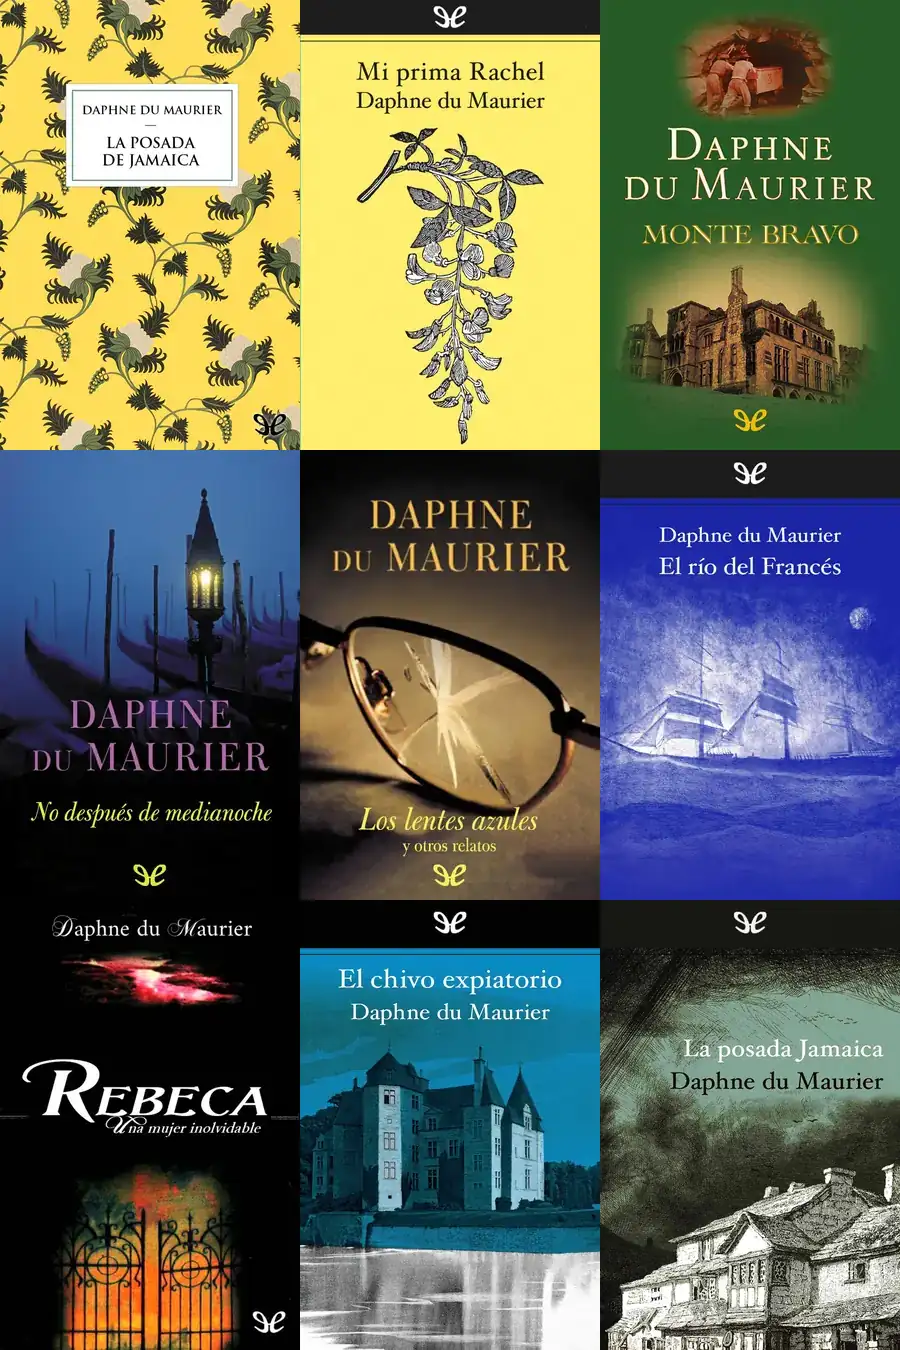 DAPHNE DU MAURIER
LA POSADA
DE JAMAICA
Mi prima Rachel
Daphne du Maurier
DAPHNE
DU MAURIER
MONTE BRAVO
DAPHNE
DU MAURIER
No después de medianoche
DAPHNE
DU MAURIER
Los lentes azules
y otros relatos
Daphne du Maurier
El río del Francés
Daphne du Maurier
REBECA
Una mujer inolvidable
El chivo expiatorio
Daphne du Maurier
La posada Jamaica
Daphne du Maurier